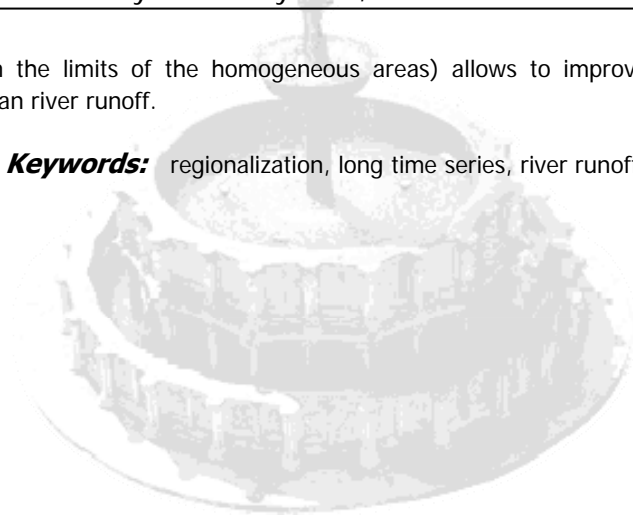 the limits of the homogeneous areas) allows to improv
an river runoff.
Keywords: regionalization, long time series, river runof